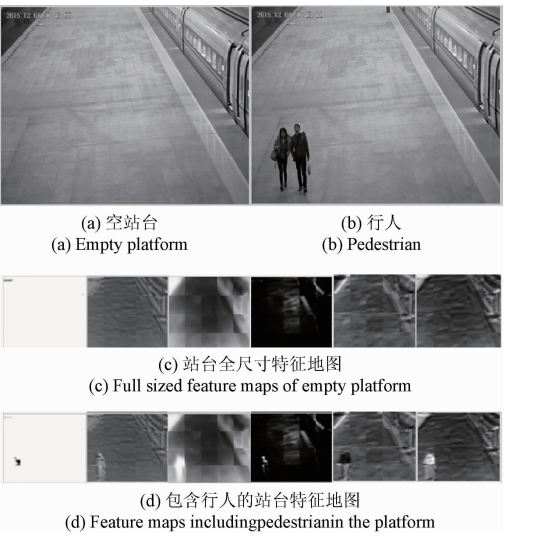 (a) 空站台
(a) Empty platform
(b) 行人
(b) Pedestrian
(c) 站台全尺寸特征地图
(c) Full sized feature maps of empty platform
(d) 包含行人的站台特征地图
(d) Feature maps includingpedestrianin the platform